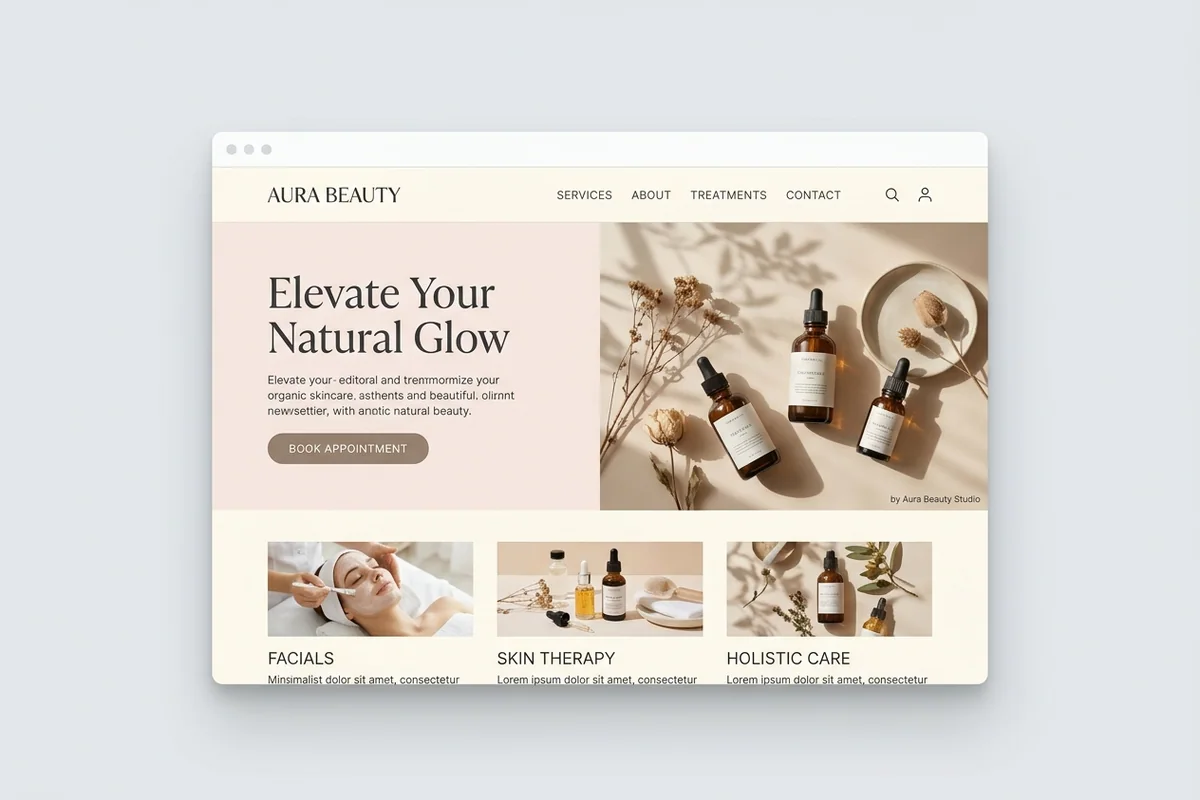 AURA BEAUTY
SERVICES ABOUT TREATMENTS CONTACT
Elevate Your
Natural Glow
Elevate your- editoral and tremmormize your
organic skincare, asthents and beautiful, olirnt
newsettier, with anotic natural beauty.
BOOK APPOINTMENT
by Aura Beauty Studio
FACIALS
Minsimalist dolor sit amet, consectetur
SKIN THERAPY
Lorem ipsum dolor sit amet, consectetur
HOLISTIC CARE
Lorem ipsum dolor sit amet, consectetur